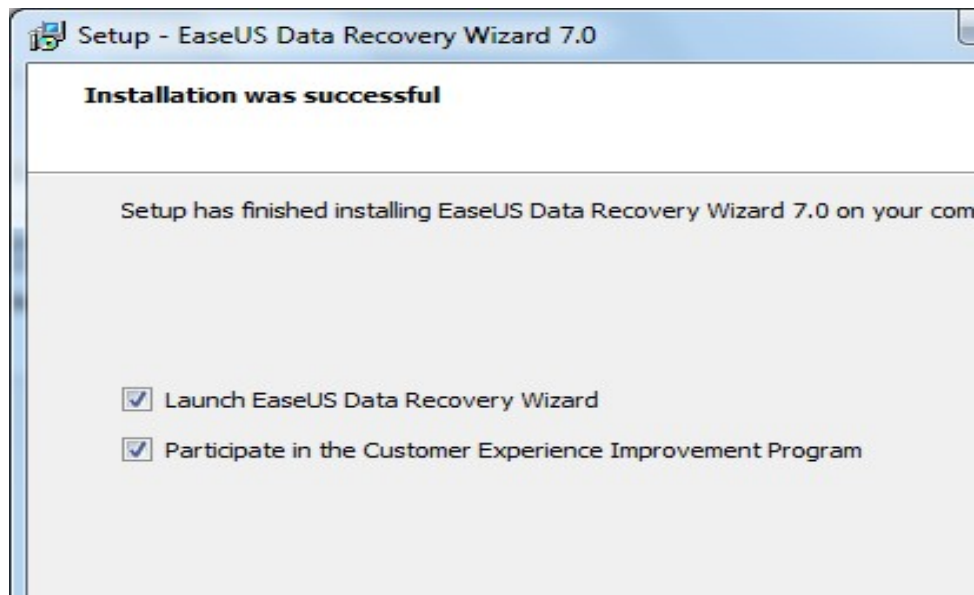 Setup - EaseUS Data Recovery Wizard 7.0
Installation was successful
Setup has finished installing EaseUS Data Recovery Wizard 7.0 on your com
Launch EaseUS Data Recovery Wizard
Participate in the Customer Experience Improvement Program